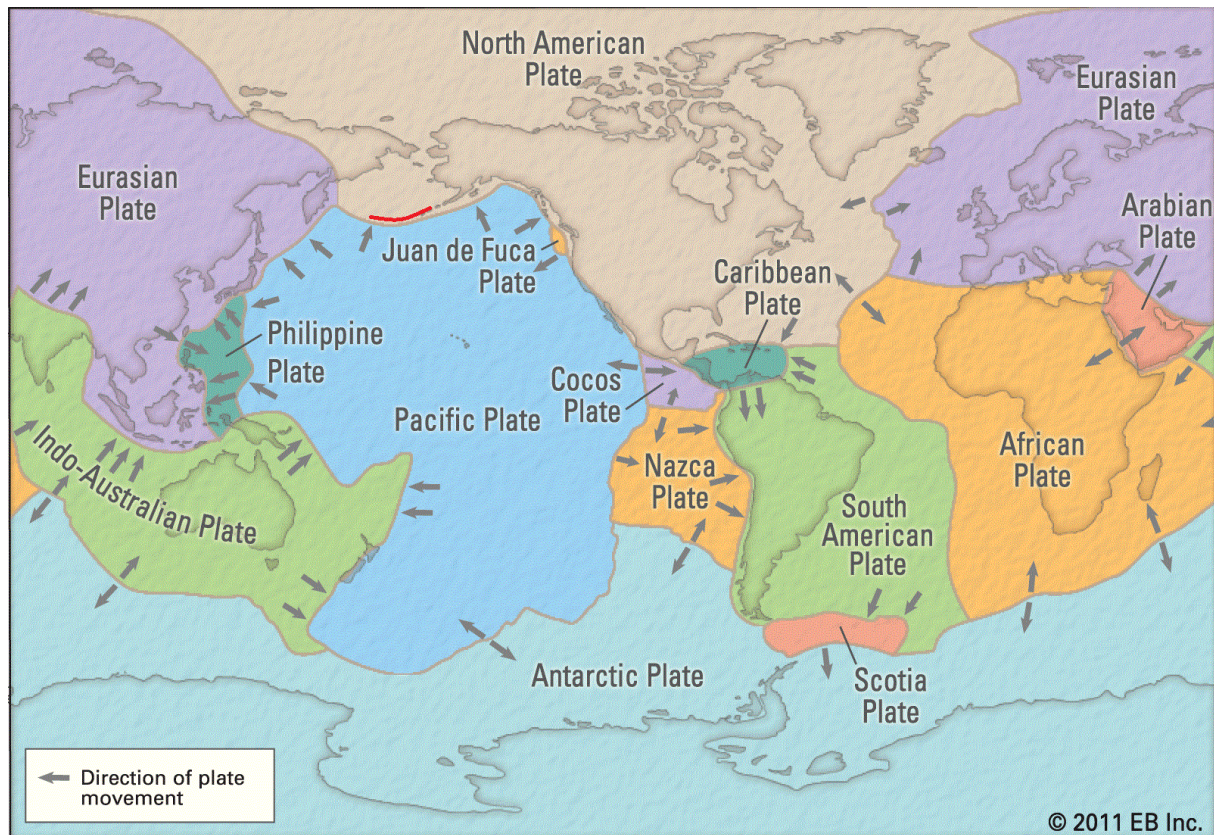 North American
Plate
Eurasian
Plate
Eurasian
Plate
Arabian
Plate
Juan de Fuca
Plate
Caribbean
Plate
Philippine
Plate
Cocos
Plate
Pacific Plate
Indo-Australian Plate
Nazca
Plate
African
Plate
South
American
Plate
Antarctic Plate
Scotia
Plate
Direction of plate
movement
© 2011 EB Inc.